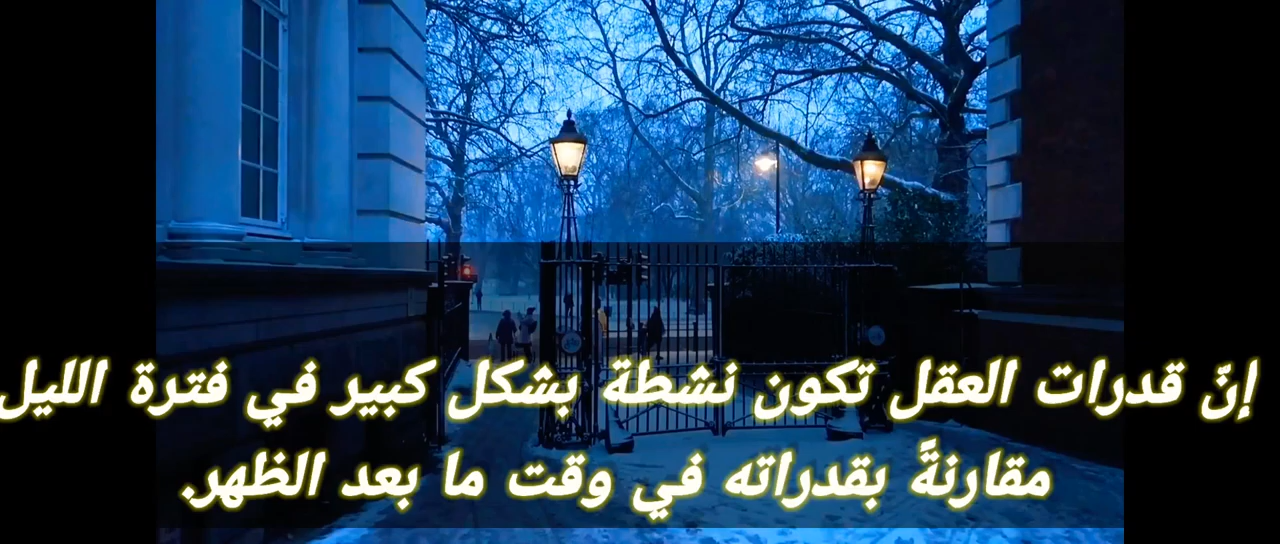 إنّ قدرات العقل تكون نشطة بشكل كبير في فترة الليل
مقارنةً بقدراته في وقت ما بعد الظهر.